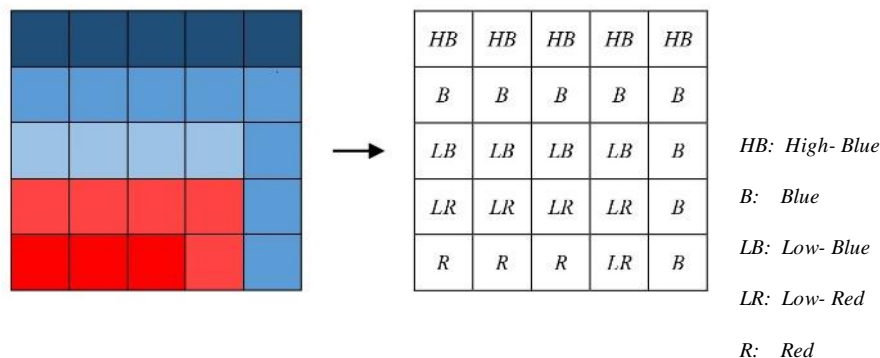 HB HB HB HB HB
B B B B B
LB LB LB LB B
LR LR LR LR B
R R R LR B
HB: High- Blue
B: Blue
LB: Low- Blue
LR: Low- Red
R: Red